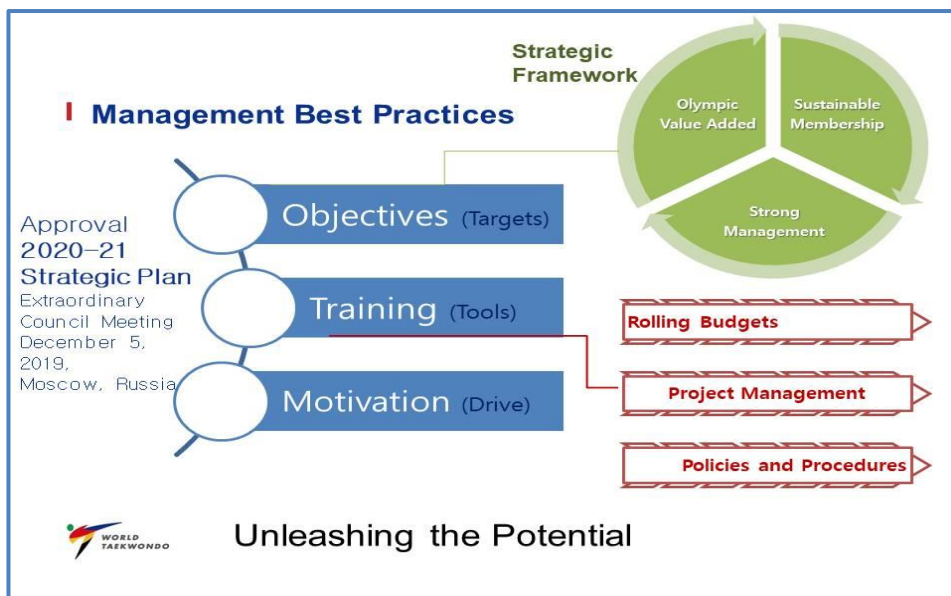 Strategic
Framework
Olympic
Value Added
Sustainable
Membership
Strong
Management
Management Best Practices
Approval
2020-21
Strategic Plan
Extraordinary
Council Meeting
December 5,
2019,
Moscow, Russia
Objectives (Targets)
Training (Tools)
Motivation (Drive)
Rolling Budgets
Project Management
Policies and Procedures
WORLD
TAEKWONDO
Unleashing the Potential